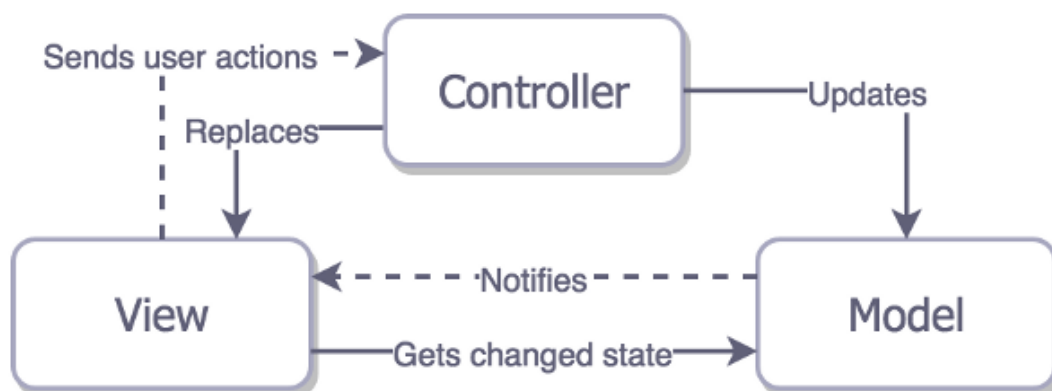 Sends user actions
Controller
Updates
Replaces
View
Notifies
Model
Gets changed state